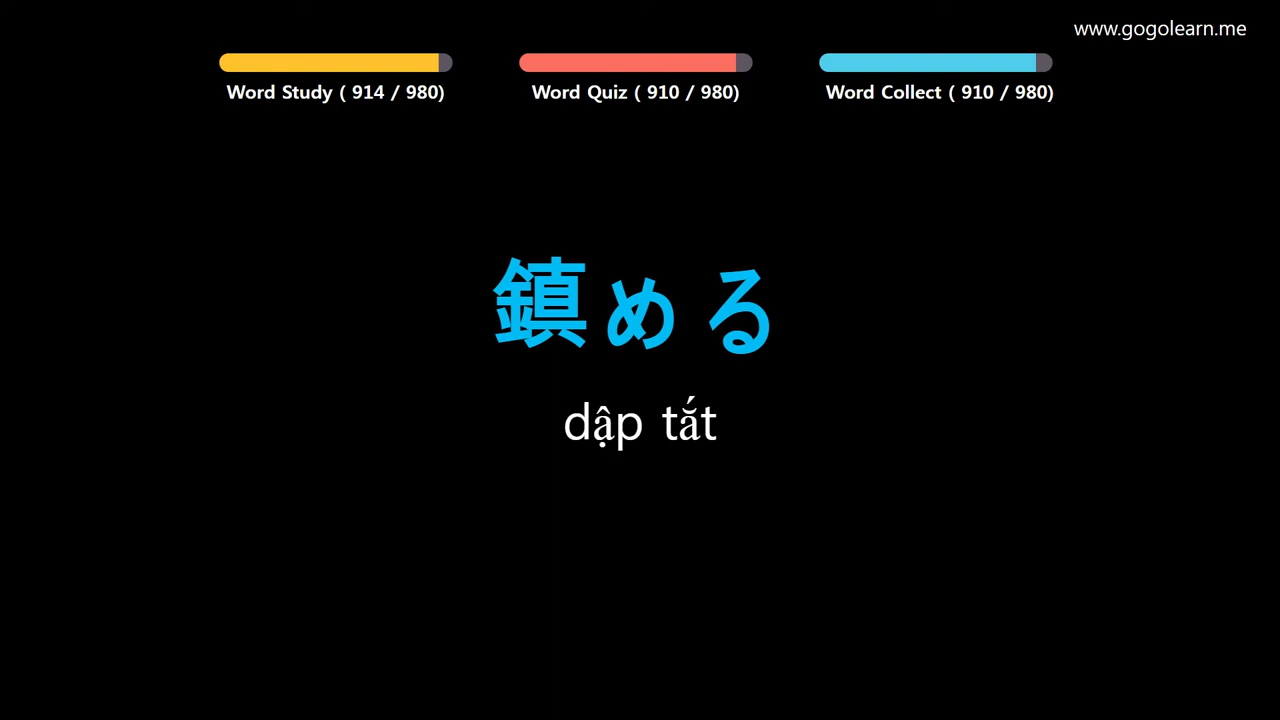 www.gogolearn.me
Word Study ( 914 / 980)
Word Quiz ( 910 / 980)
Word Collect ( 910 / 980)
鎮める
dập tắt